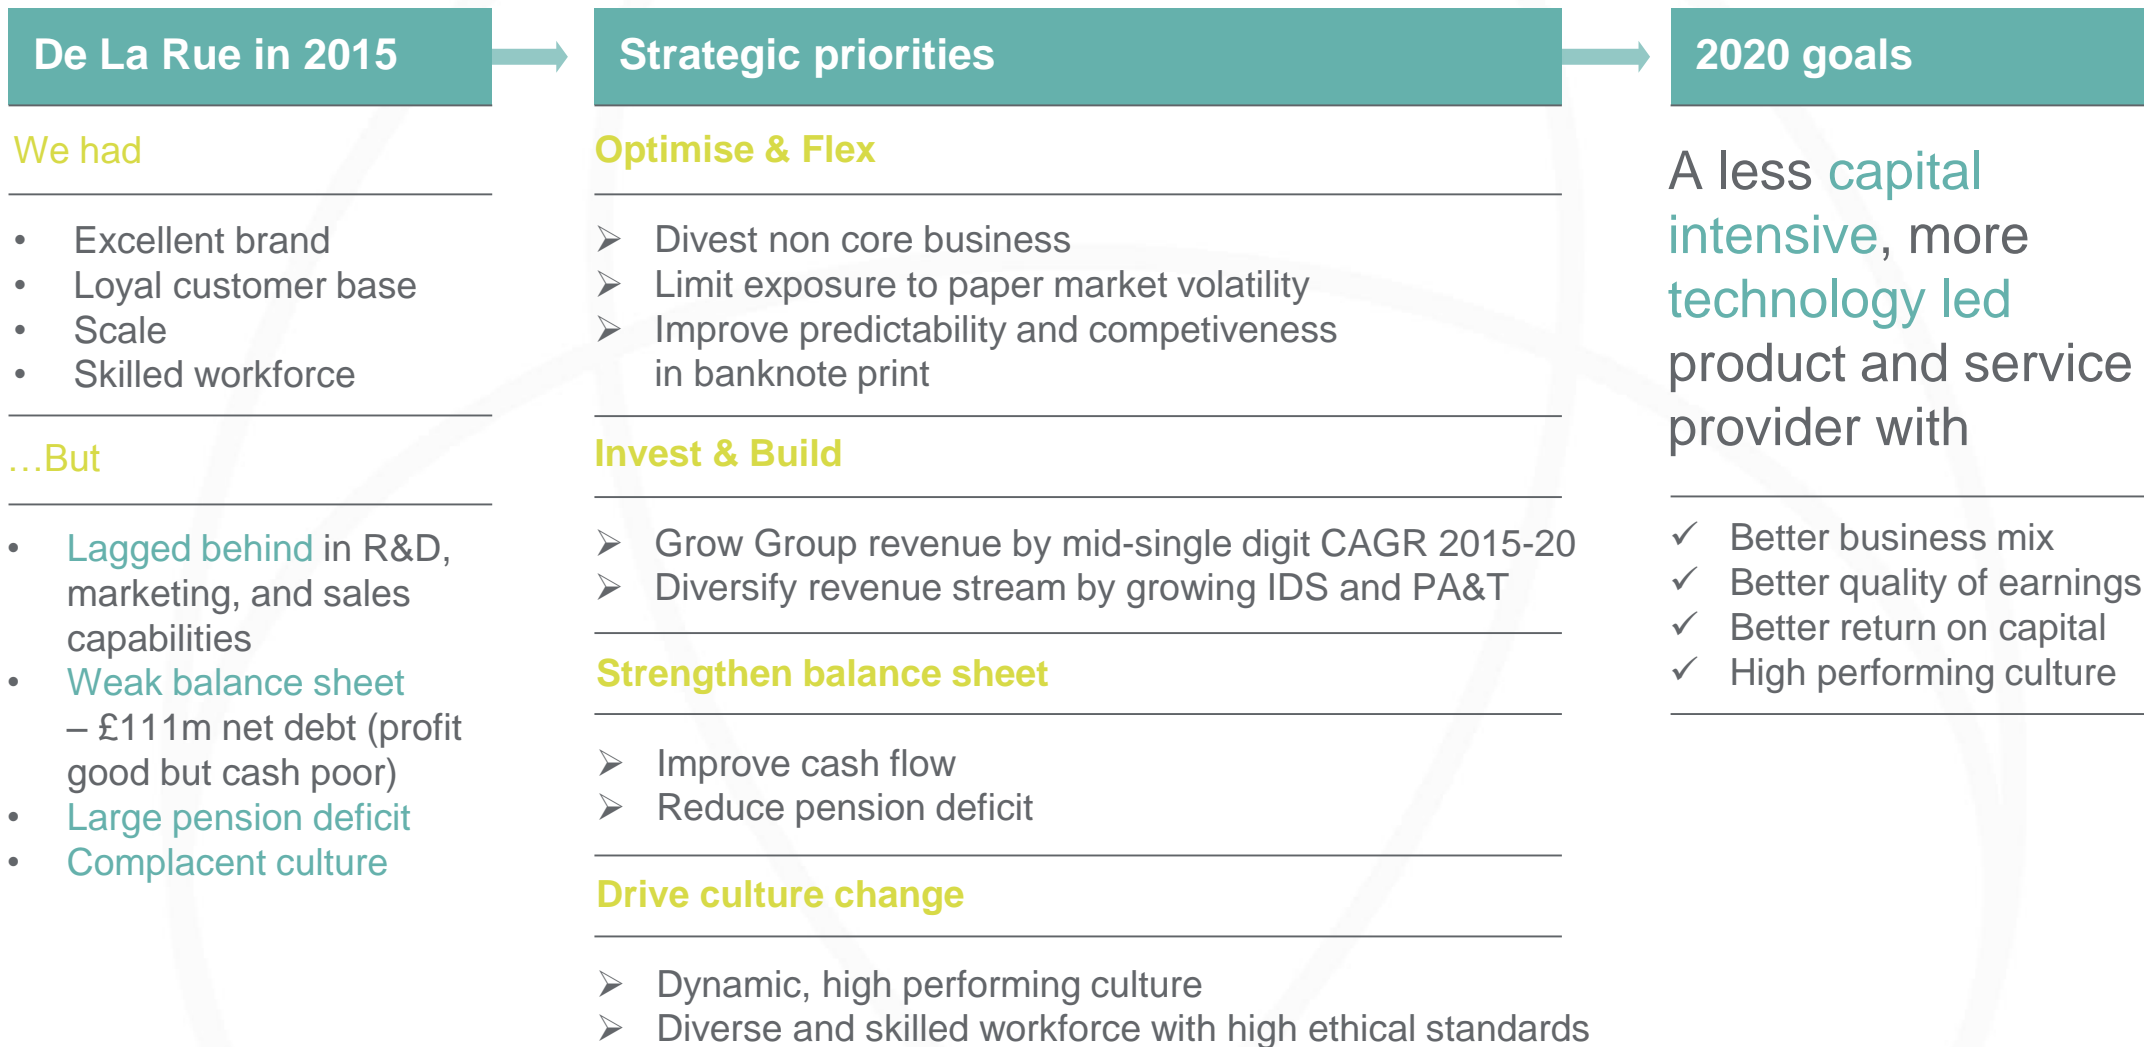 De La Rue in 2015
We had
• Excellent brand
• Loyal customer base
• Scale
• Skilled workforce
…But
• Lagged behind in R&D,
marketing, and sales
capabilities
• Weak balance sheet
– £111m net debt (profit
good but cash poor)
• Large pension deficit
• Complacent culture
Strategic priorities
Optimise & Flex
➢ Divest non core business
➢ Limit exposure to paper market volatility
➢ Improve predictability and competiveness
in banknote print
Invest & Build
➢ Grow Group revenue by mid-single digit CAGR 2015-20
➢ Diversify revenue stream by growing IDS and PA&T
Strengthen balance sheet
➢ Improve cash flow
➢ Reduce pension deficit
Drive culture change
➢ Dynamic, high performing culture
➢ Diverse and skilled workforce with high ethical standards
2020 goals
A less capital
intensive, more
technology led
product and service
provider with
✓ Better business mix
✓ Better quality of earnings
✓ Better return on capital
✓ High performing culture